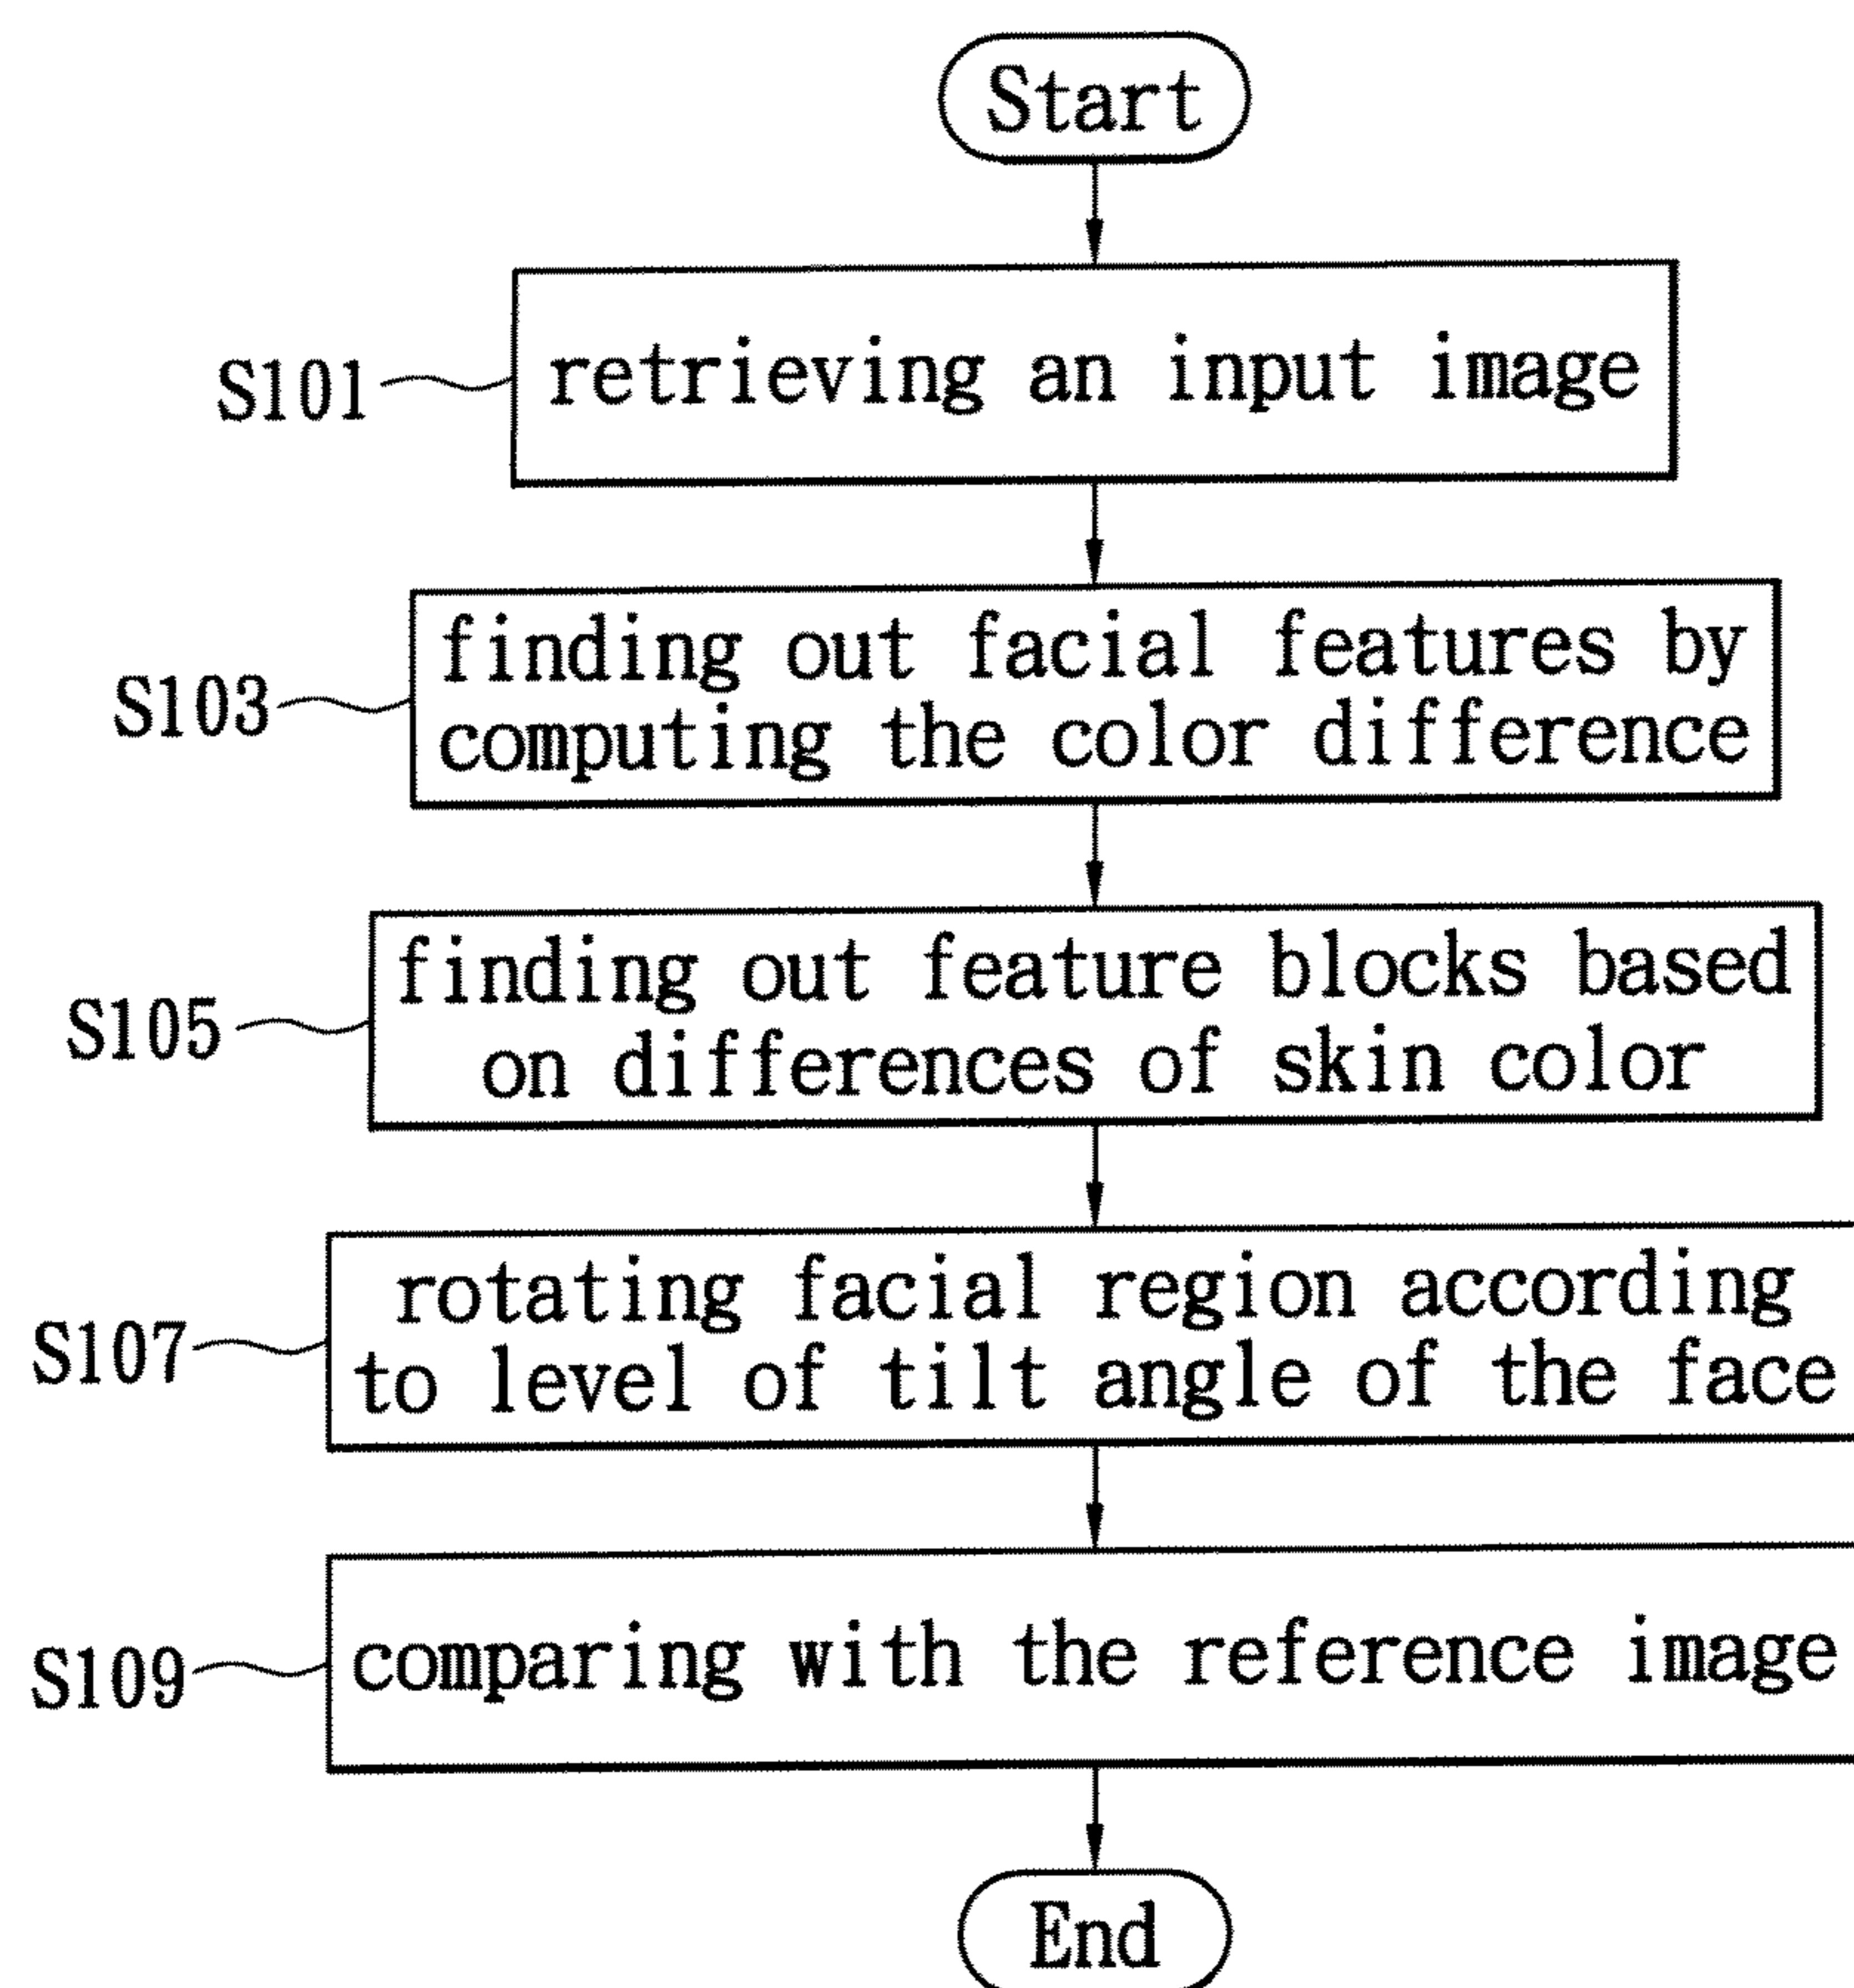 Start
S101
retrieving an input image
S103
finding out facial features by
computing the color difference
S105
finding out feature blocks based
on differences of skin color
S107
rotating facial region according
to level of tilt angle of the face
S109
comparing with the reference image
End